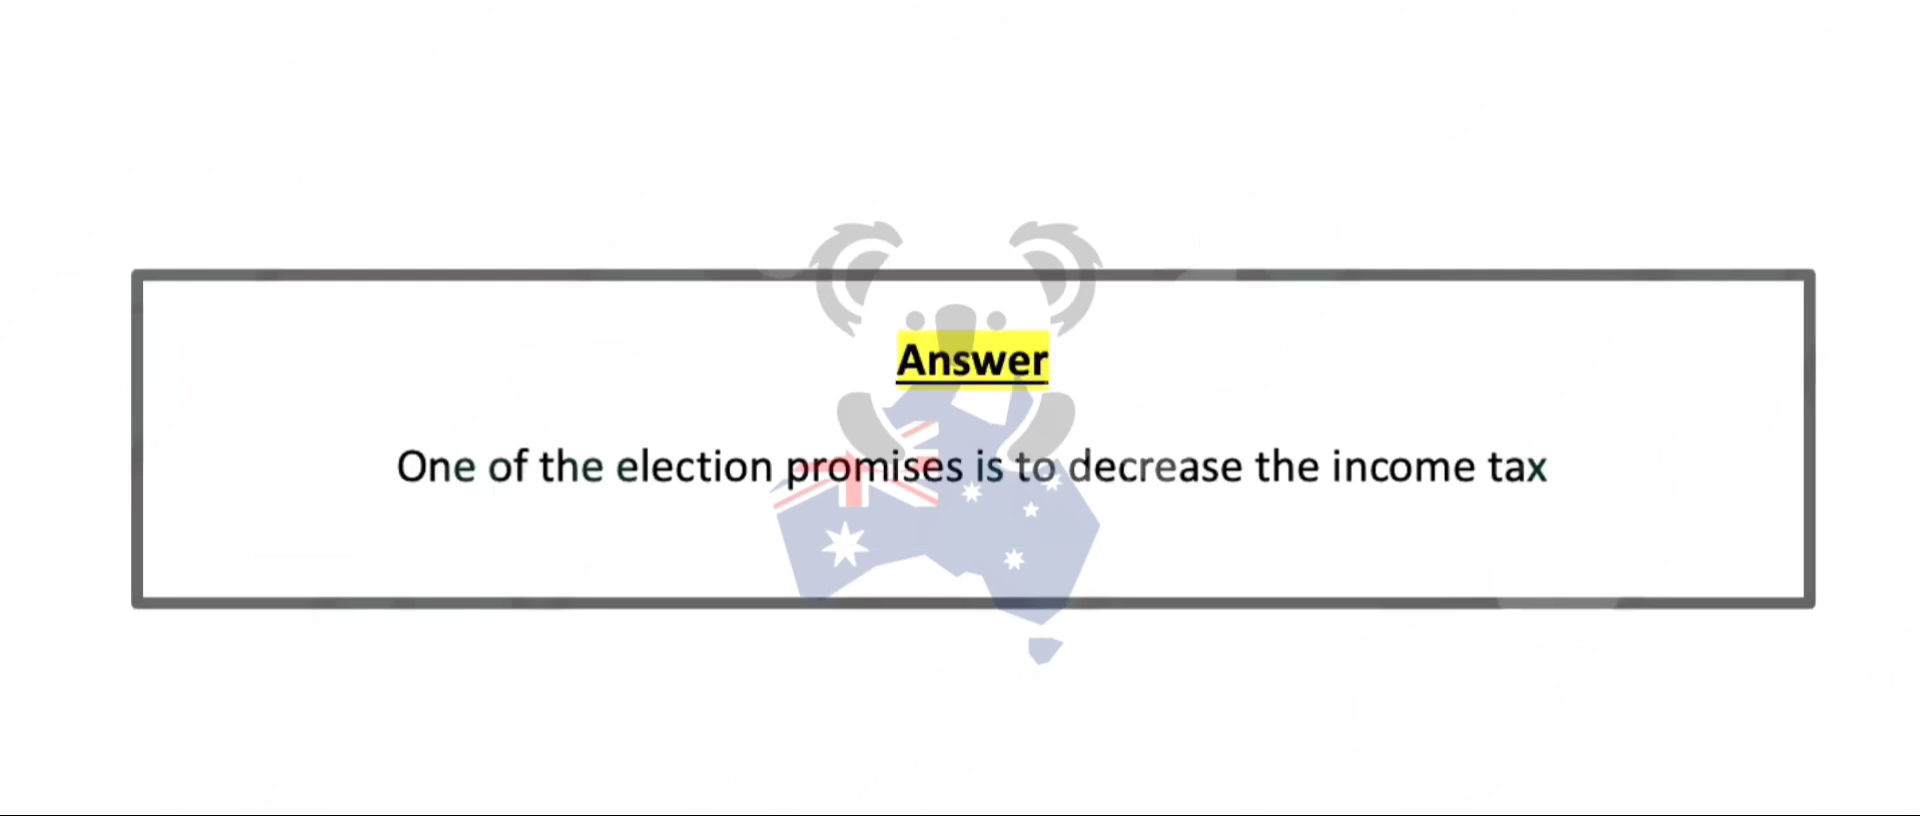 Answer
One of the election promises is to decrease the income tax